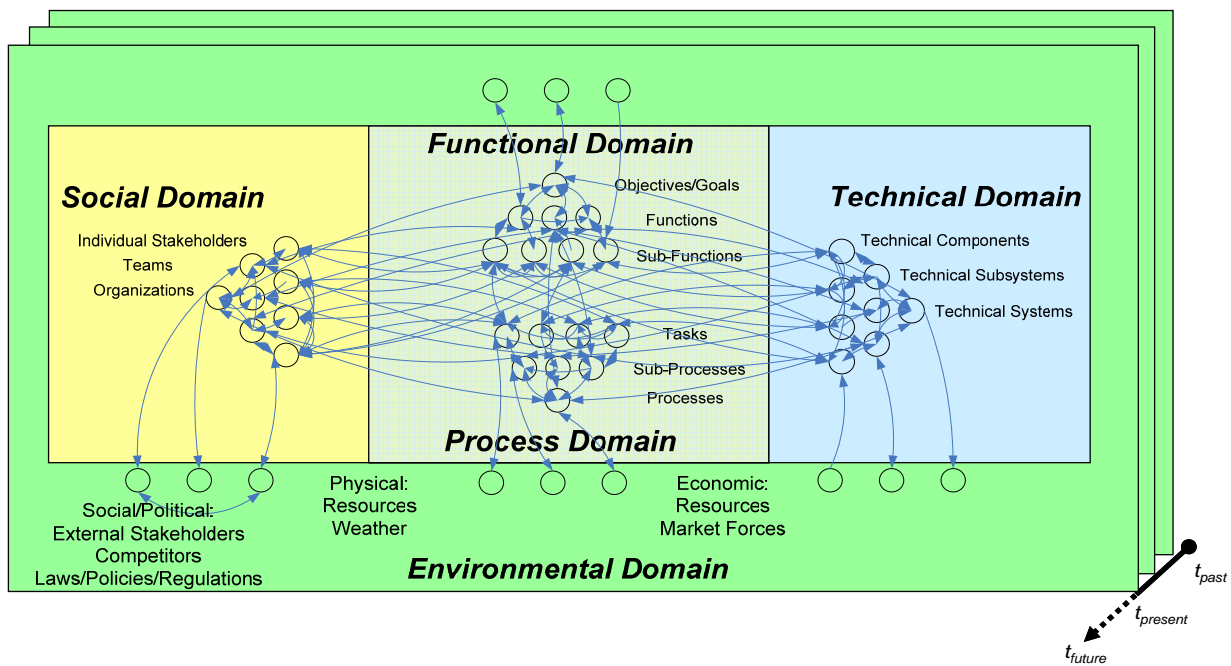 Functional Domain
Social Domain
Technical Domain
Objectives/Goals
Functions
Sub-Functions
Individual Stakeholders
Teams
Organizations
Technical Components
Technical Subsystems
Technical Systems
Tasks
Sub-Processes
Processes
Process Domain
Social/Political:
External Stakeholders
Competitors
Laws/Policies/Regulations
Physical:
Resources
Weather
Economic:
Resources
Market Forces
Environmental Domain
tpast
tpresent
tfuture